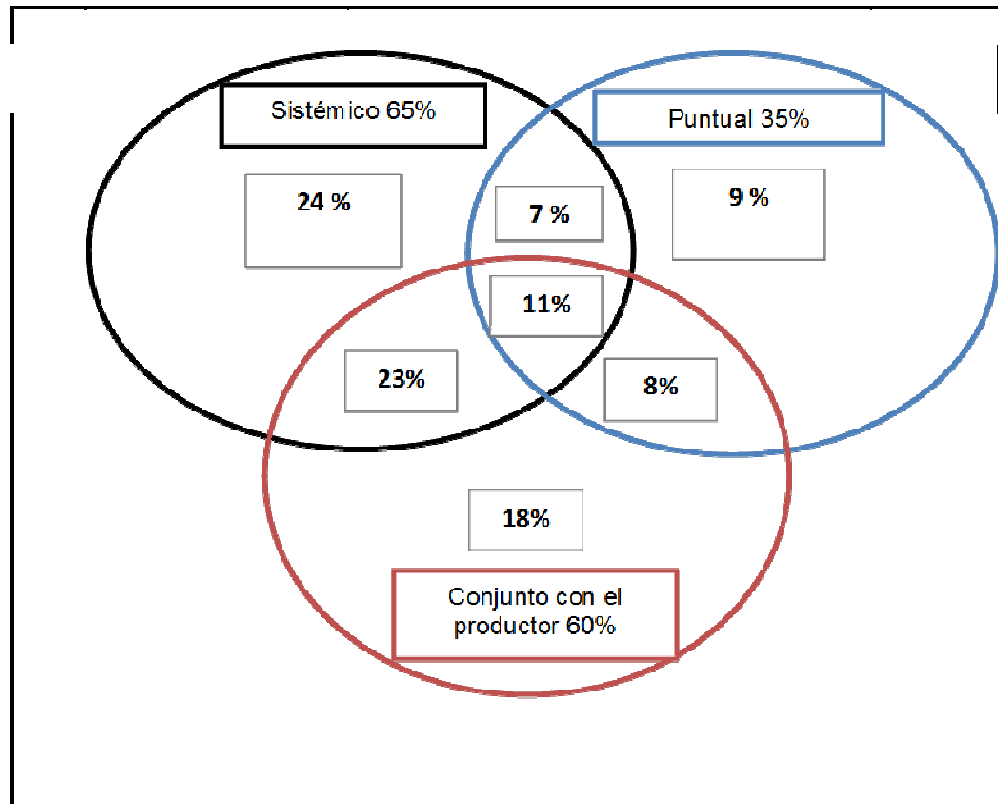 Sistémico 65%
Puntual 35%
24 %
7 %
9 %
11%
23%
8%
18%
Conjunto con el
productor 60%